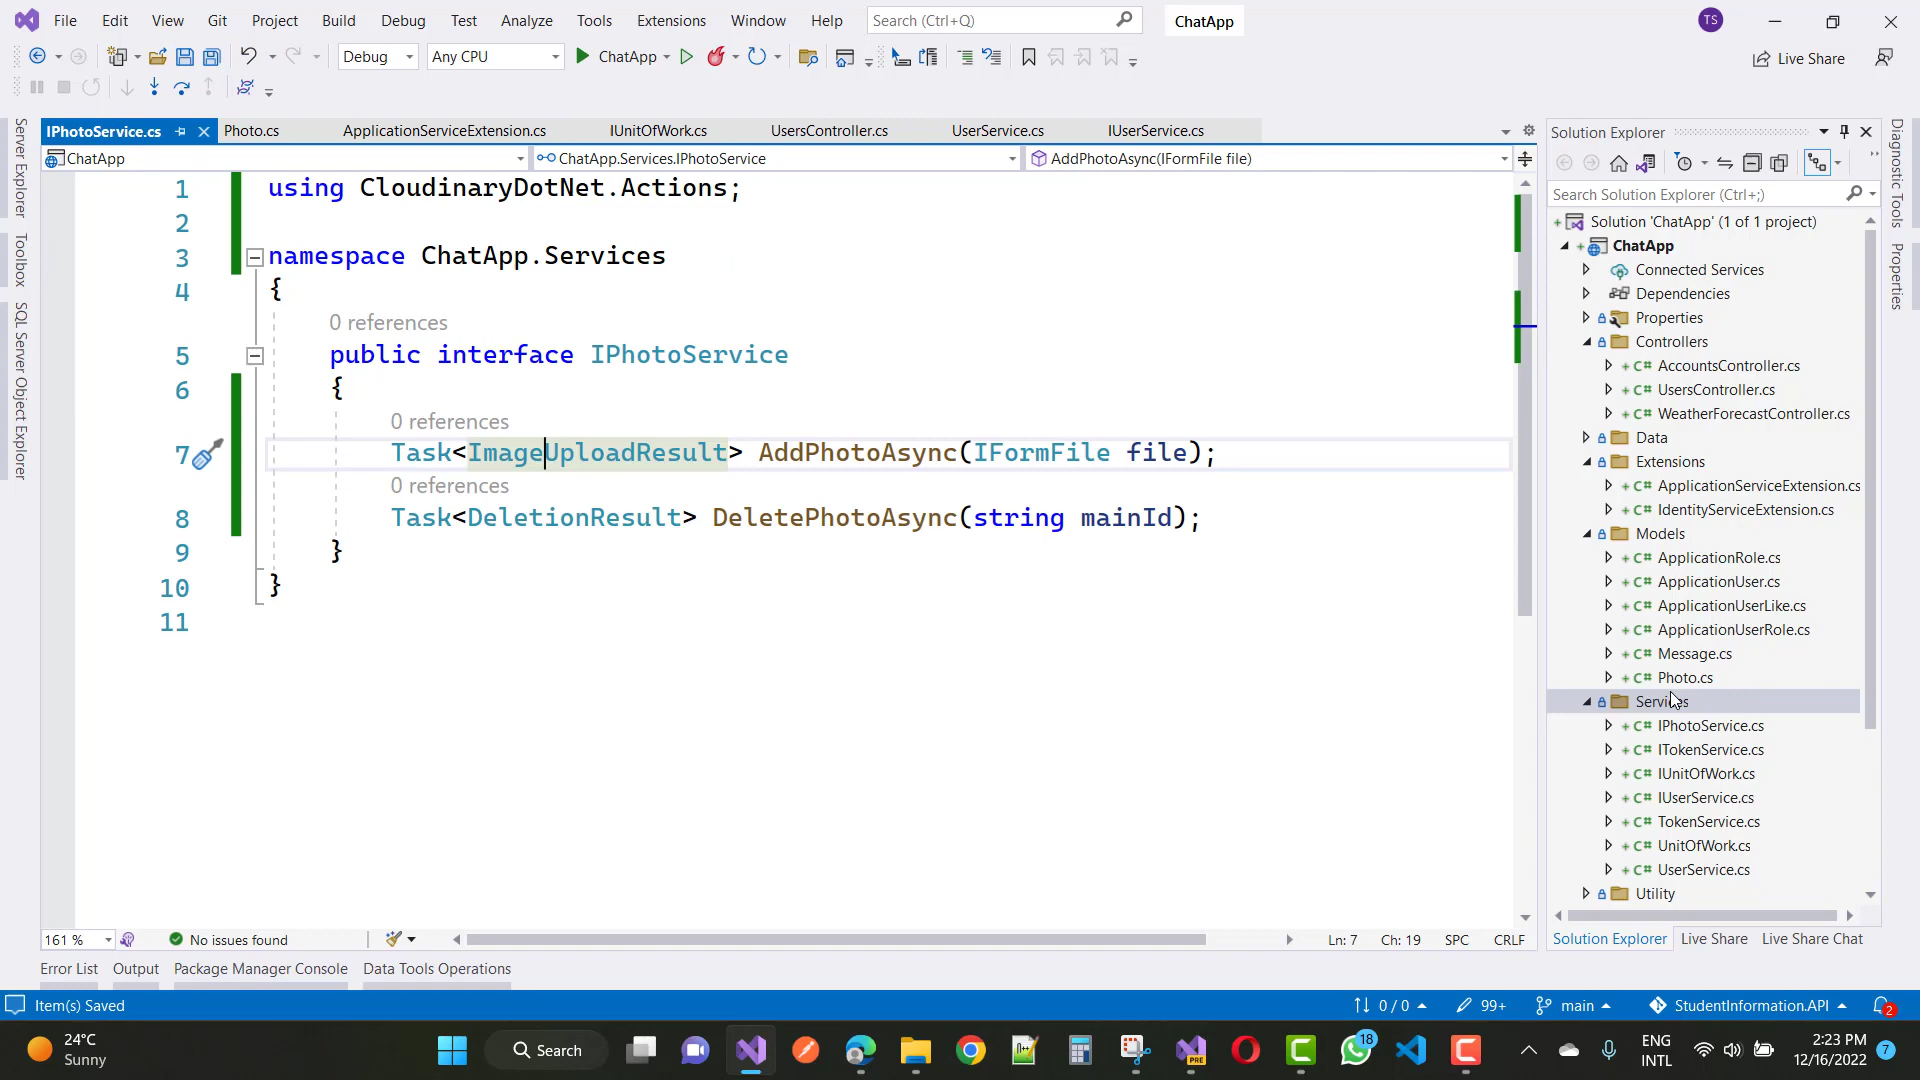 File Edit View Git Project Build Debug Test Analyze Tools Extensions Window Help Search (Ctrl+Q) ChatApp TS
Debug Any CPU ChatApp Live Share
IPhotoService.cs Photo.cs ApplicationServiceExtension.cs IUnitOfWork.cs UsersController.cs UserService.cs IUserService.cs
ChatApp ChatApp.Services.IPhotoService AddPhotoAsync(IFormFile file)
Server Explorer
Toolbox
SQL Server Object Explorer
1 using CloudinaryDotNet.Actions;
2
3 namespace ChatApp.Services
4 {
0 references
5 public interface IPhotoService
6 {
0 references
7 Task<ImageUploadResult> AddPhotoAsync(IFormFile file);
0 references
8 Task<DeletionResult> DeletePhotoAsync(string mainId);
9 }
10 }
11
161 % No issues found Ln: 7 Ch: 19 SPC CRLF
Solution Explorer
Search Solution Explorer (Ctrl+;)
Solution 'ChatApp' (1 of 1 project)
ChatApp
Connected Services
Dependencies
Properties
Controllers
C# AccountsController.cs
C# UsersController.cs
C# WeatherForecastController.cs
Data
Extensions
C# ApplicationServiceExtension.cs
C# IdentityServiceExtension.cs
Models
C# ApplicationRole.cs
C# ApplicationUser.cs
C# ApplicationUserLike.cs
C# ApplicationUserRole.cs
C# Message.cs
C# Photo.cs
Services
C# IPhotoService.cs
C# ITokenService.cs
C# IUnitOfWork.cs
C# IUserService.cs
C# TokenService.cs
C# UnitOfWork.cs
C# UserService.cs
Utility
Solution Explorer Live Share Live Share Chat
Diagnostic Tools
Properties
Error List Output Package Manager Console Data Tools Operations
Item(s) Saved 0 / 0 99+ main StudentInformation.API 2
24°C
Sunny
Search
PRE
18
ENG
INTL
2:23 PM
12/16/2022
7